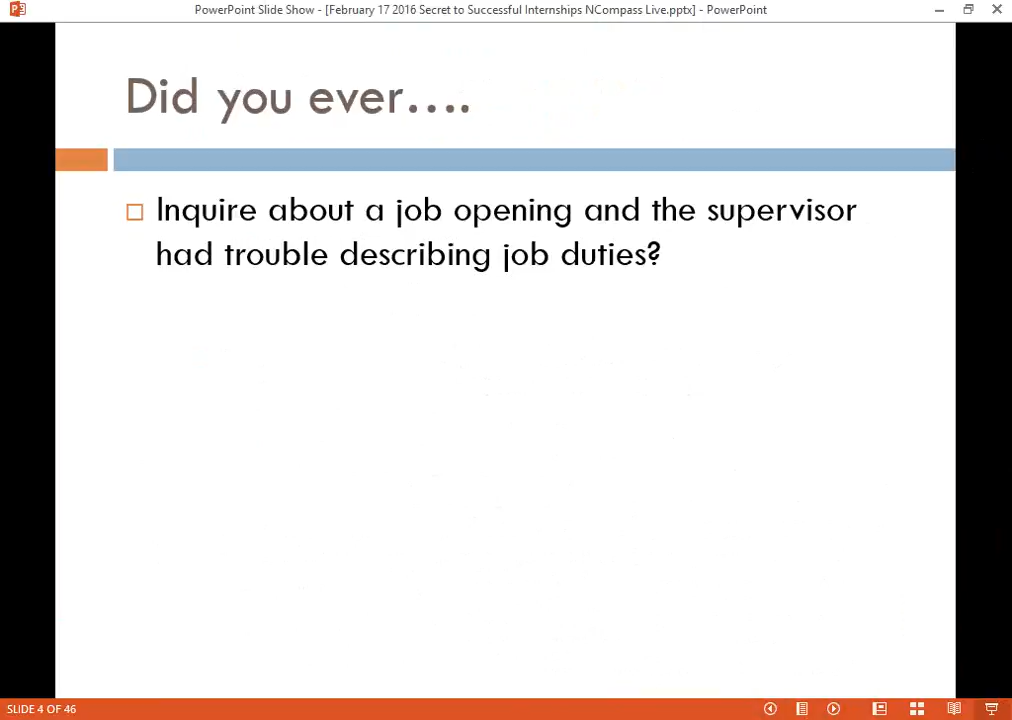 PowerPoint Slide Show - [February 17 2016 Secret to Successful Internships NCompass Live.pptx] - PowerPoint
Did you ever....
Inquire about a job opening and the supervisor
had trouble describing job duties?
SLIDE 4 OF 46